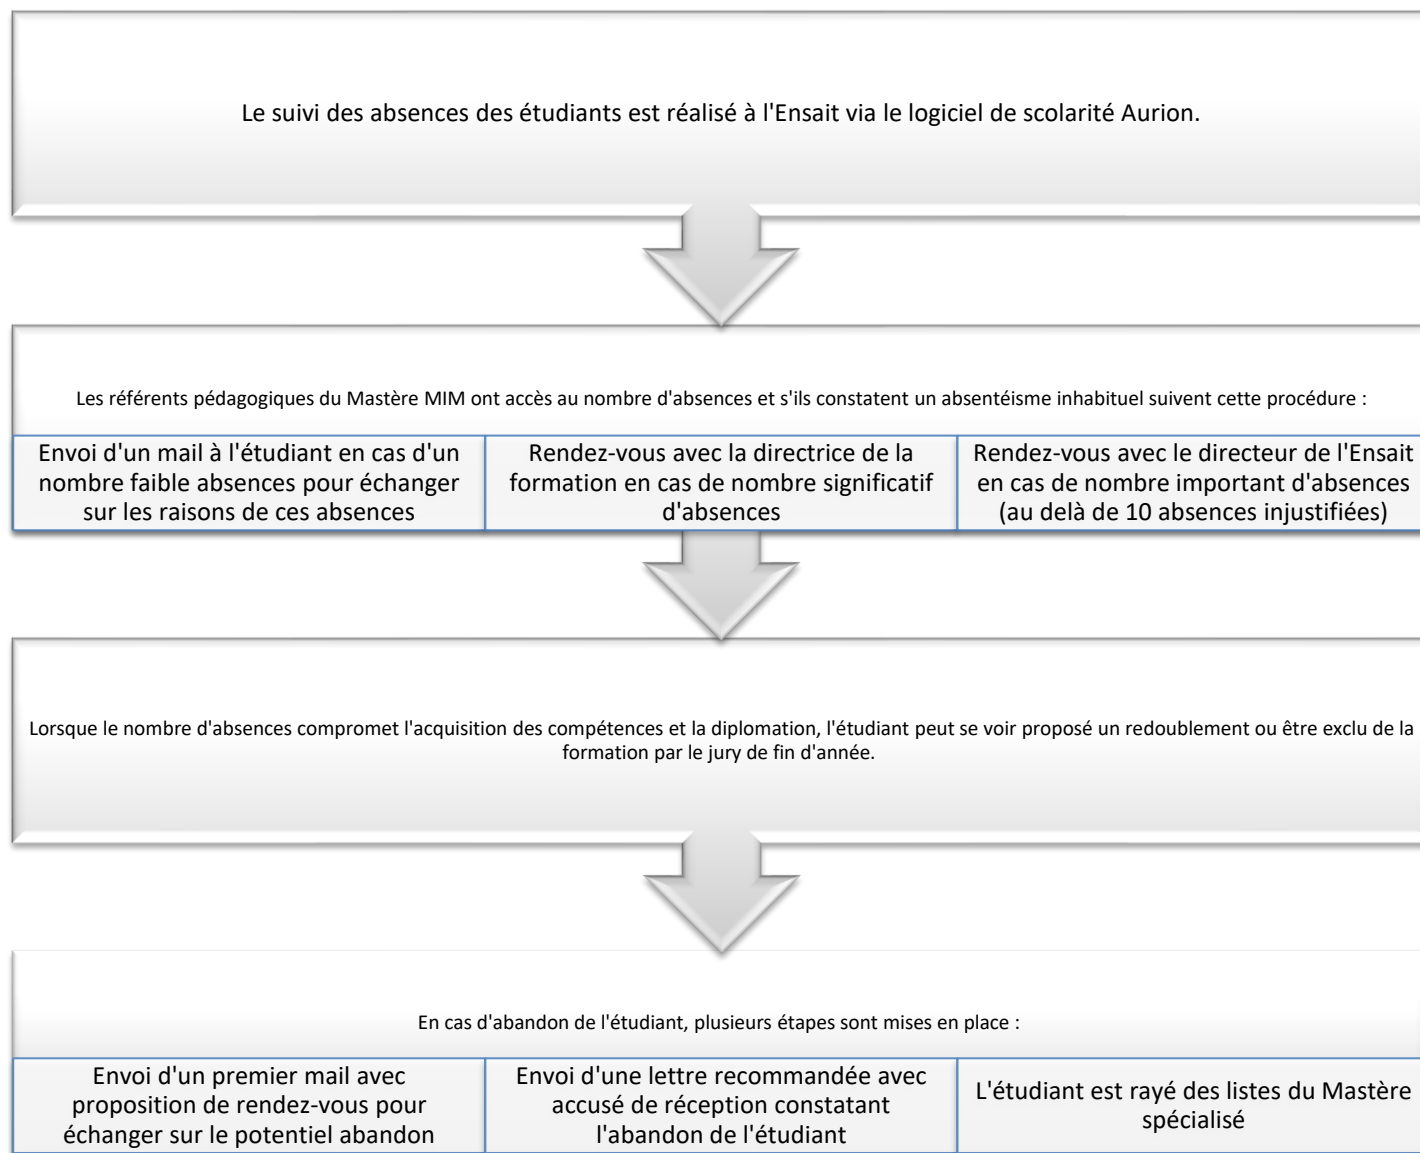 Le suivi des absences des étudiants est réalisé à l'Ensait via le logiciel de scolarité Aurion.
Les référents pédagogiques du Mastère MIM ont accès au nombre d'absences et s'ils constatent un absentéisme inhabituel suivent cette procédure :
Envoi d'un mail à l'étudiant en cas d'un
nombre faible absences pour échanger
sur les raisons de ces absences
Rendez-vous avec la directrice de la
formation en cas de nombre significatif
d'absences
Rendez-vous avec le directeur de l'Ensait
en cas de nombre important d'absences
(au delà de 10 absences injustifiées)
Lorsque le nombre d'absences compromet l'acquisition des compétences et la diplomation, l'étudiant peut se voir proposé un redoublement ou être exclu de la
formation par le jury de fin d'année.
En cas d'abandon de l'étudiant, plusieurs étapes sont mises en place :
Envoi d'un premier mail avec
proposition de rendez-vous pour
échanger sur le potentiel abandon
Envoi d'une lettre recommandée avec
accusé de réception constatant
l'abandon de l'étudiant
L'étudiant est rayé des listes du Mastère
spécialisé